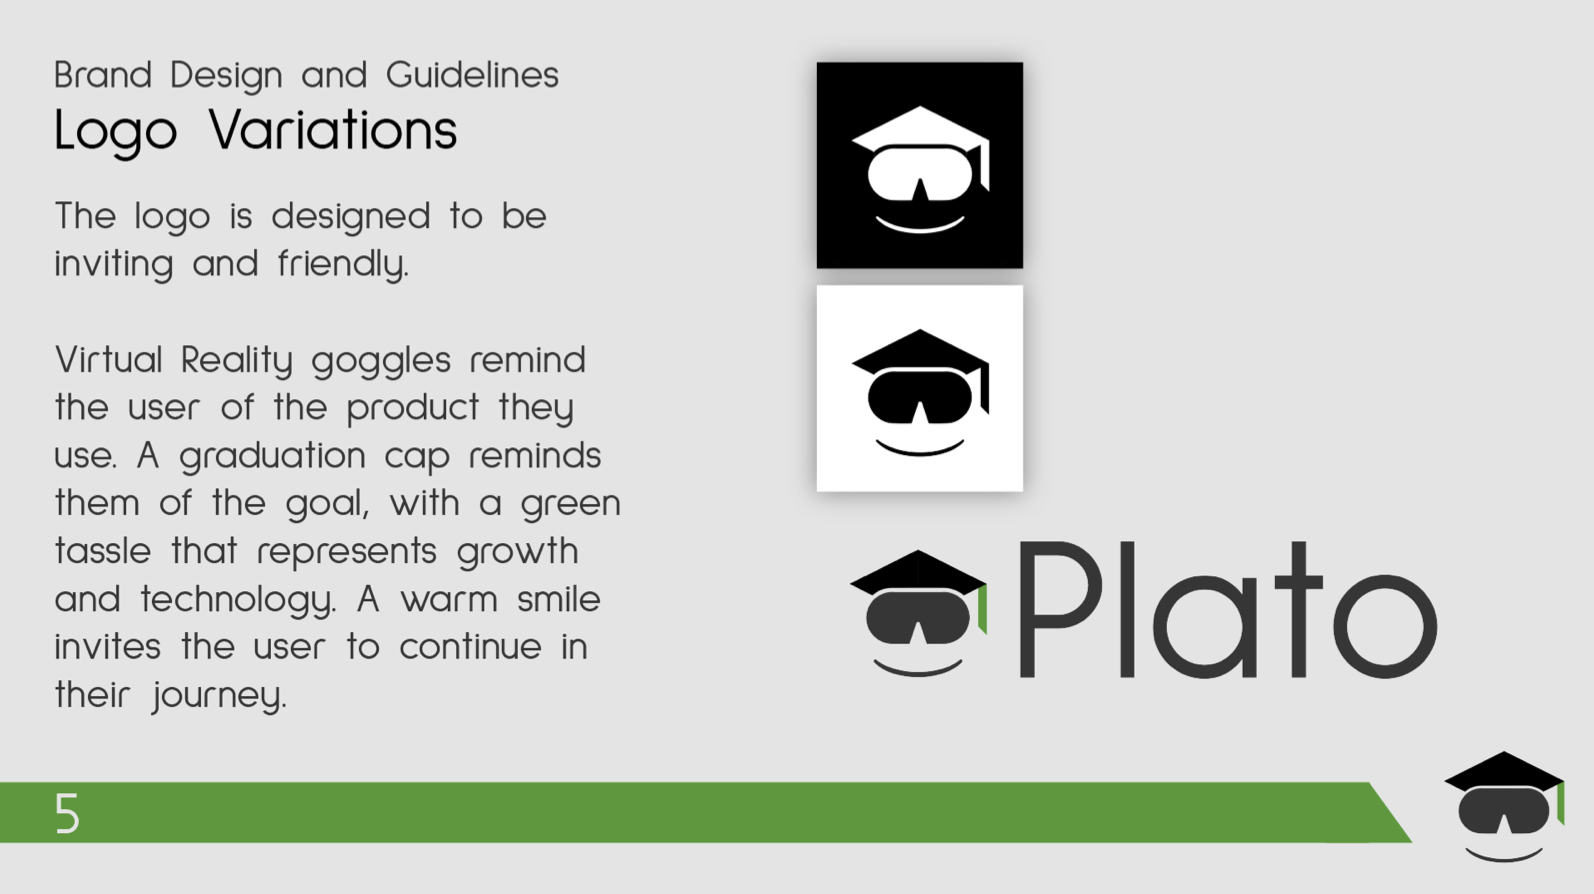 Brand Design and Guidelines
Logo Variations
The logo is designed to be
inviting and friendly.
Virtual Reality goggles remind
the user of the product they
use. A graduation cap reminds
them of the goal, with a green
tassle that represents growth
and technology. A warm smile
invites the user to continue in
their journey.
Plato
5